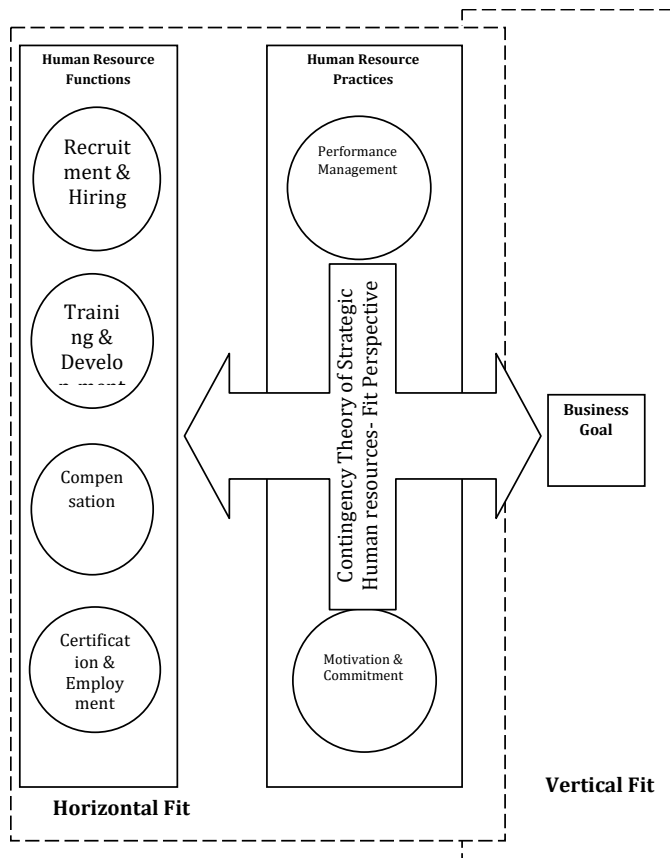 Human Resource
Functions
Recruit
ment &
Hiring
Traini
ng &
Develo
Compen
sation
Certificat
ion &
Employ
ment
Horizontal Fit
Human Resource
Practices
Performance
Management
Contingency Theory of Strategic
Human resources- Fit Perspective
Motivation &
Commitment
Business
Goal
Vertical Fit